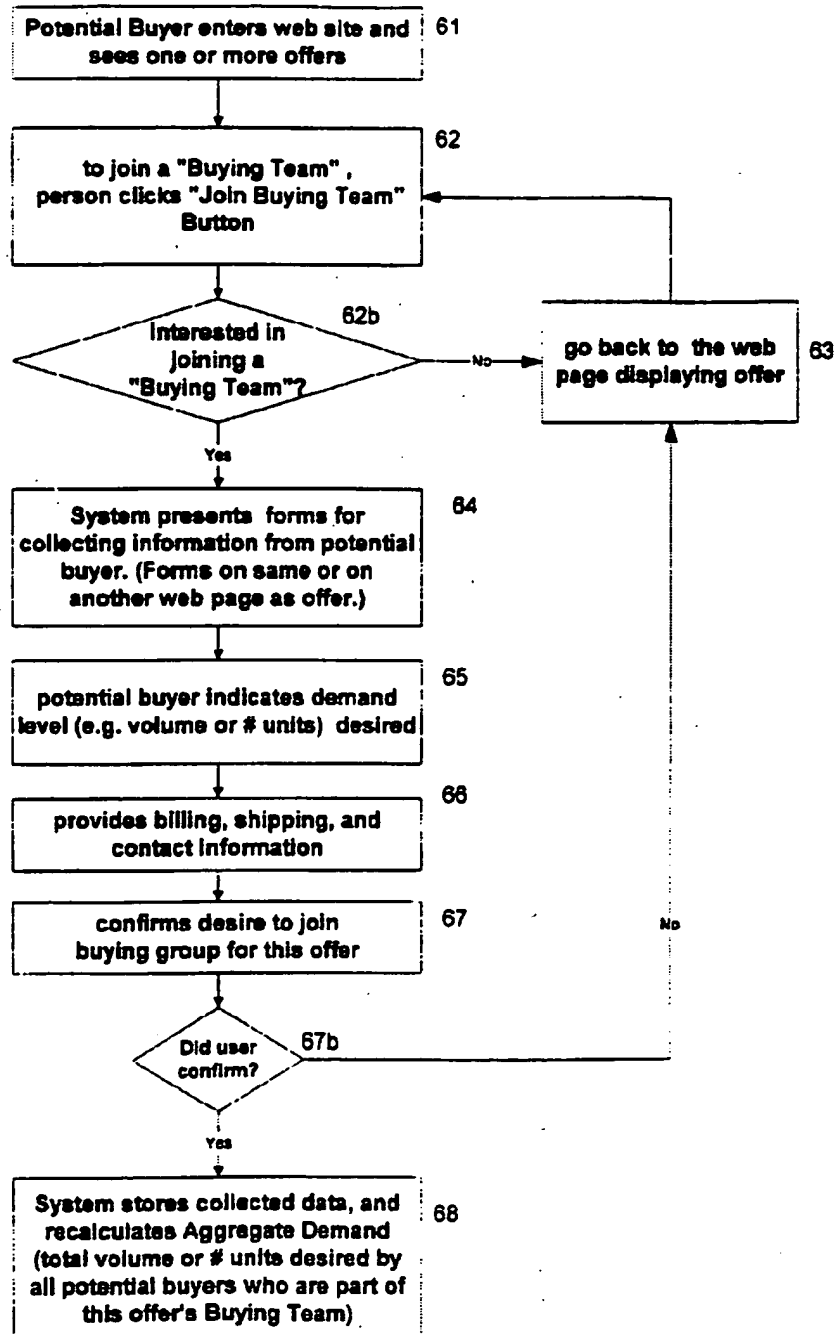 Potential Buyer enters web site and
sees one or more offers
61
62
to join a "Buying Team" ,
person clicks "Join Buying Team"
Button
62b
Interested in
joining a
"Buying Team"?
No
go back to the web
page displaying offer
63
Yes
64
System presents forms for
collecting information from potential
buyer. (Forms on same or on
another web page as offer.)
65
potential buyer indicates demand
level (e.g. volume or # units) desired
66
provides billing, shipping, and
contact information
67
confirms desire to join
buying group for this offer
No
67b
Did user
confirm?
Yes
System stores collected data, and
recalculates Aggregate Demand
(total volume or # units desired by
all potential buyers who are part of
this offer's Buying Team)
68